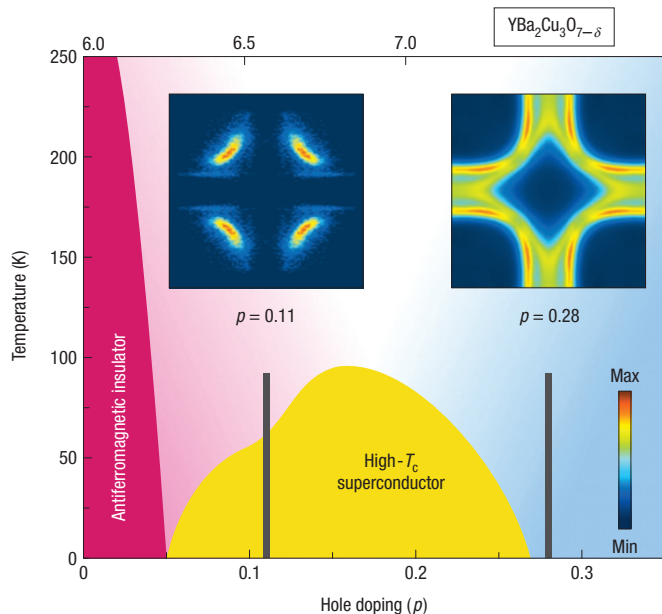 YBa₂Cu₃O₇₋δ
6.0 6.5 7.0
250
200
150
100
50
0
Temperature (K)
Antiferromagnetic insulator
p = 0.11
p = 0.28
High-Tc
superconductor
Max
Min
0 0.1 0.2 0.3
Hole doping (p)